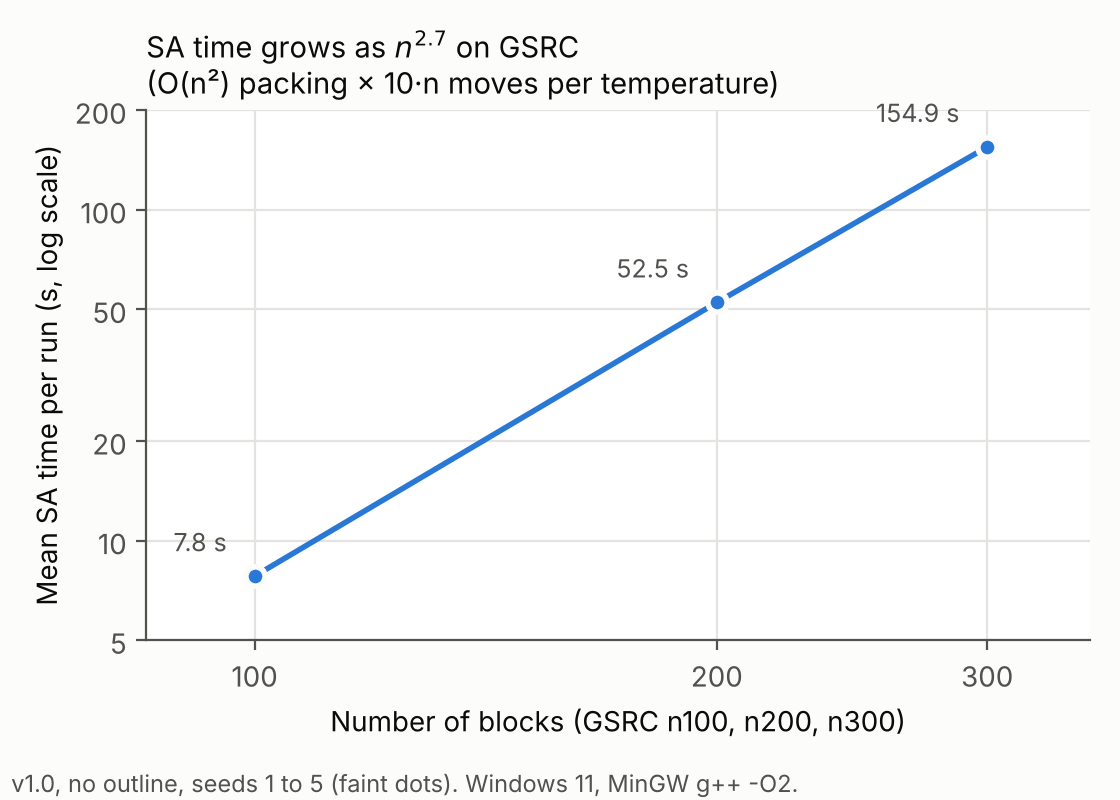 SA time grows as n^2.7 on GSRC
(O(n²) packing × 10·n moves per temperature)
200
154.9 s
100
52.5 s
50
20
10
7.8 s
5
Mean SA time per run (s, log scale)
100 200 300
Number of blocks (GSRC n100, n200, n300)
v1.0, no outline, seeds 1 to 5 (faint dots). Windows 11, MinGW g++ -O2.